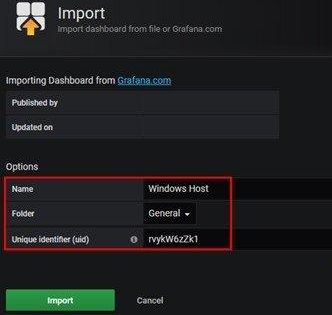 Import
Import dashboard from file or Grafana.com
Importing Dashboard from Grafana.com
Published by
Updated on
Options
Name Windows Host
Folder General
Unique identifier (uid) rvykW6zZk1
Import Cancel